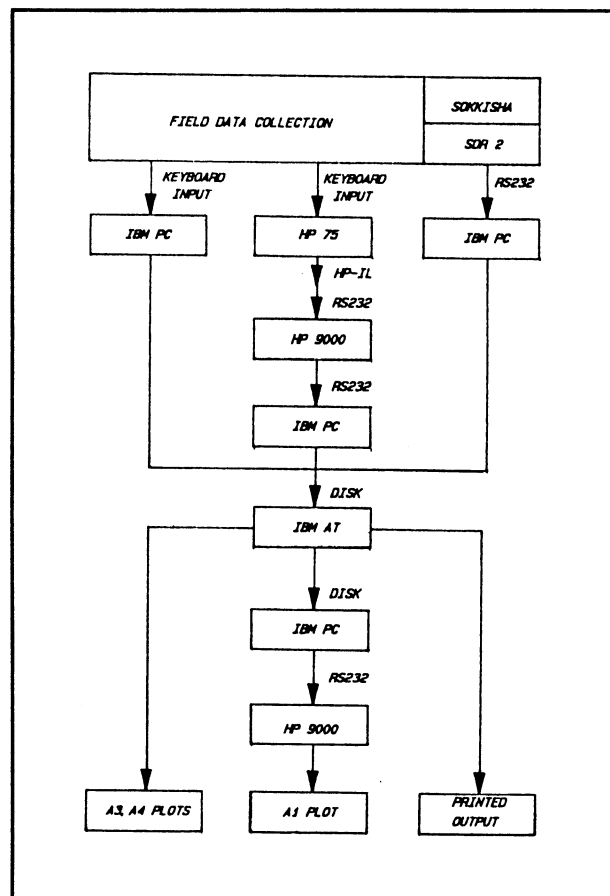 FIELD DATA COLLECTION
SOKKISHA
SDR 2
KEYBOARD
INPUT
KEYBOARD
INPUT
RS232
IBM PC
HP 75
IBM PC
HP-IL
RS232
HP 9000
RS232
IBM PC
DISK
IBM AT
DISK
IBM PC
RS232
HP 9000
A3, A4 PLOTS
A1 PLOT
PRINTED
OUTPUT